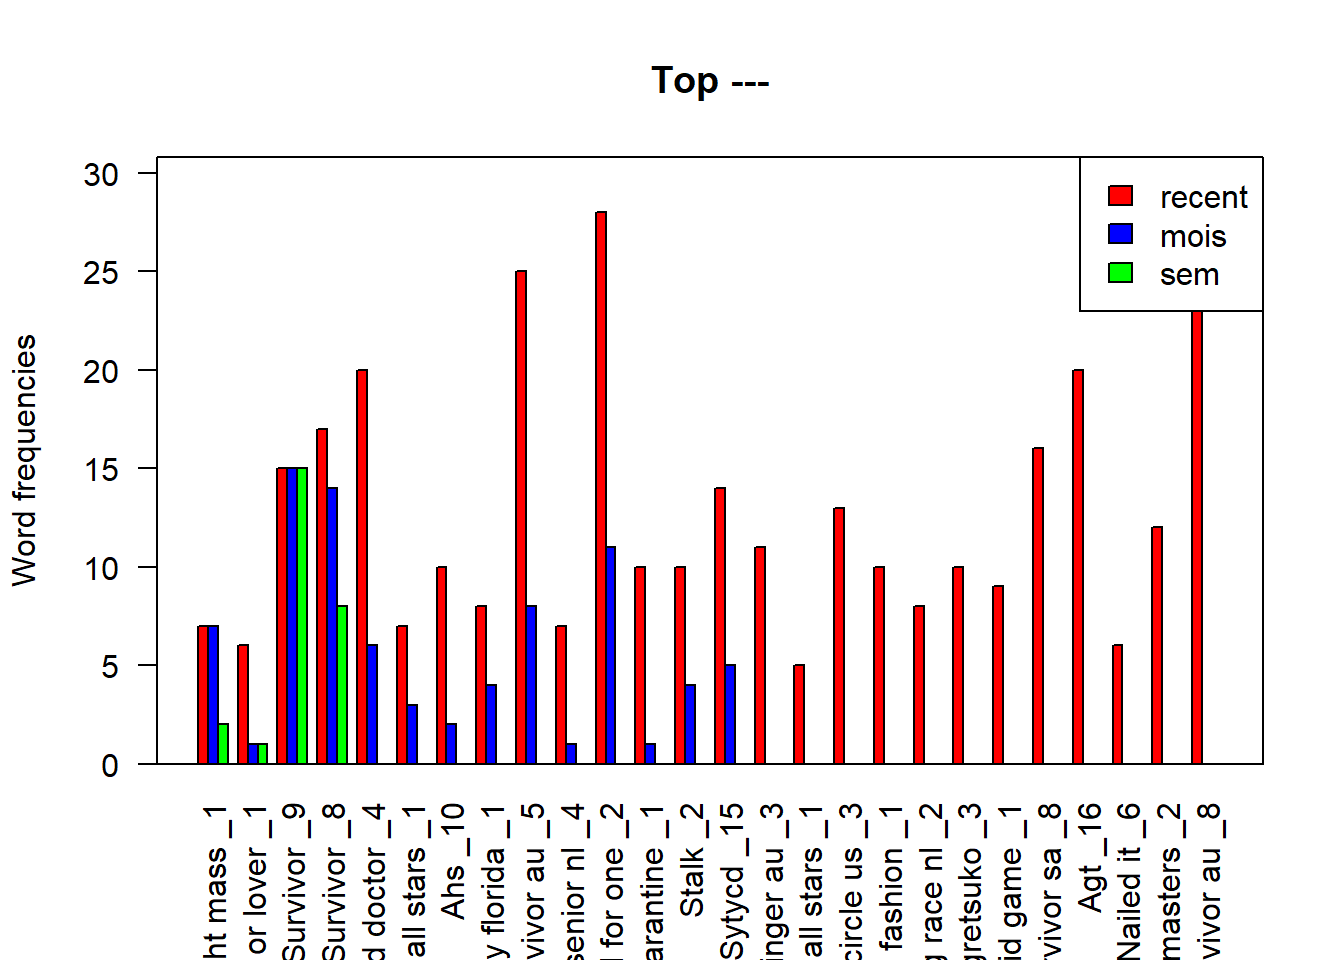 Top ---
Word frequencies
30
25
20
15
10
5
0
recent
mois
sem
ht mass _1
or lover _1
Survivor _9
Survivor _8
d doctor _4
all stars _1
Ahs _10
y florida _1
vivor au _5
senior nl _4
l for one _2
arantine _1
Stalk _2
Sytycd _15
inger au _3
all stars _1
circle us _3
fashion _1
g race nl _2
gretsuko _3
id game _1
rvivor sa _8
Agt _16
Nailed it _6
masters _2
vivor au _8